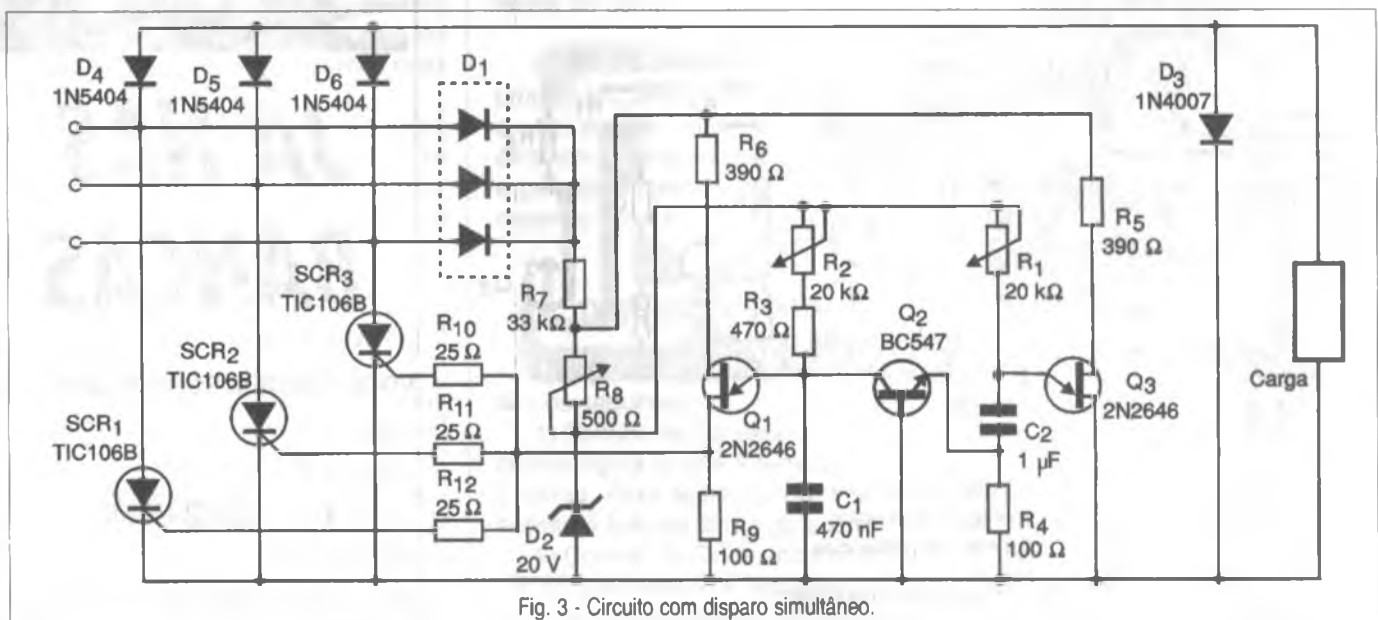 D4
1N5404
D5
1N5404
D6
1N5404
D1
D3
1N4007
R6
390 Ω
R5
390 Ω
R2
20 kΩ
R1
20 kΩ
R7
33 kΩ
R3
470 Ω
Q2
BC547
SCR3
TIC106B
R10
25 Ω
SCR2
TIC106B
R8
500 Ω
Carga
Q3
2N2646
R11
25 Ω
Q1
2N2646
C2
1 µF
SCR1
TIC106B
R12
25 Ω
C1
470 nF
R4
100 Ω
R9
100 Ω
D2
20 V
Fig. 3 - Circuito com disparo simultâneo.